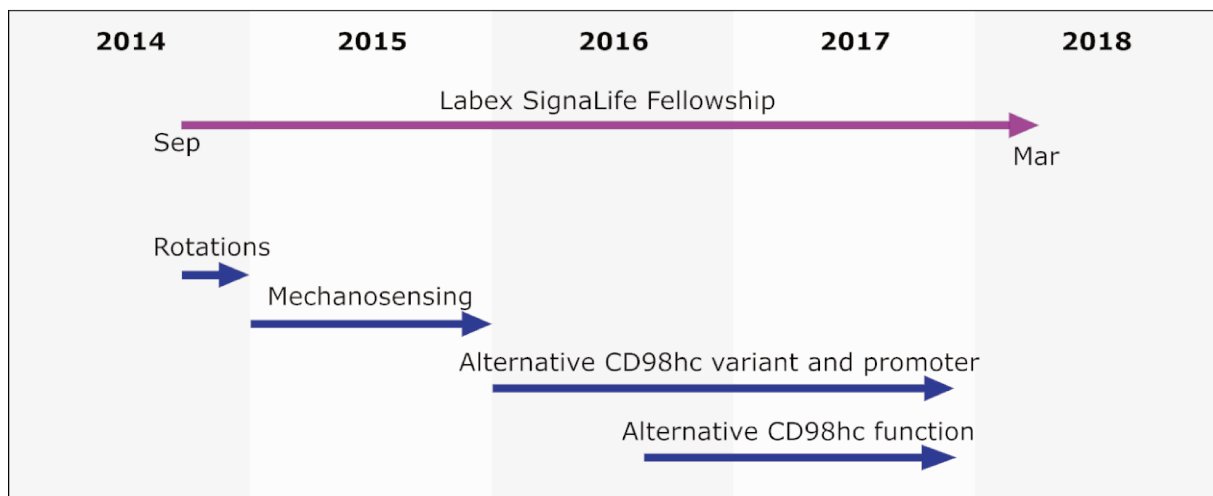 2014 2015 2016 2017 2018
Labex SignaLife Fellowship
Sep
Mar
Rotations
Mechanosensing
Alternative CD98hc variant and promoter
Alternative CD98hc function